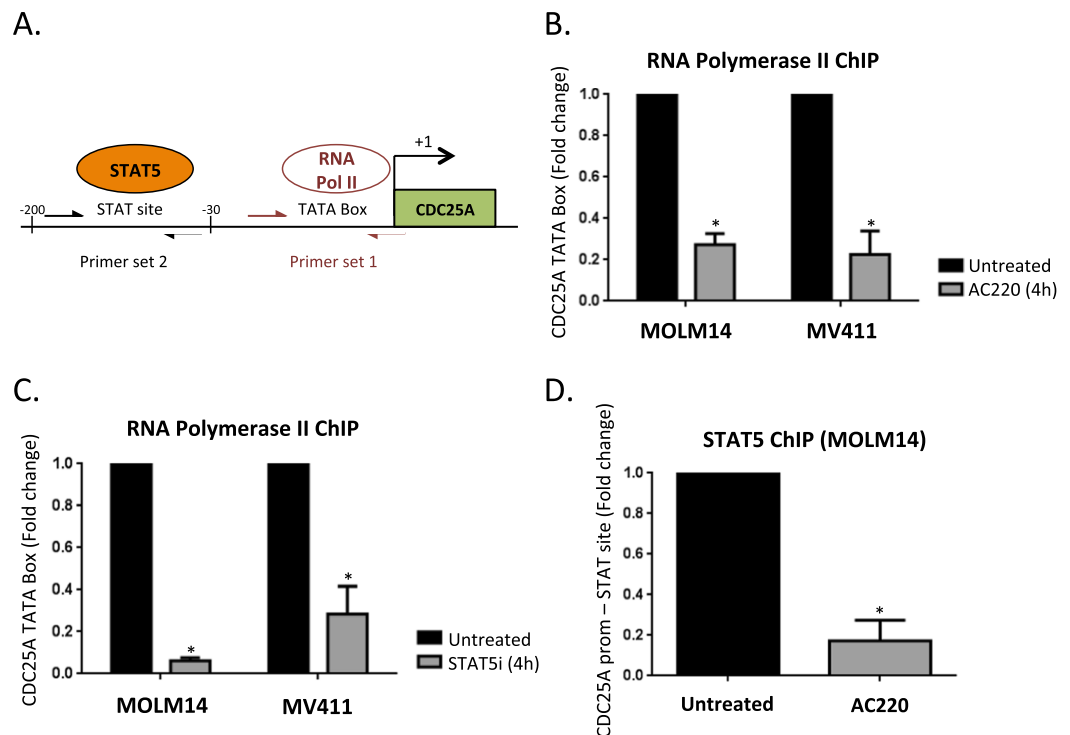 A.
STAT5
RNA
Pol II
+1
-200
STAT site
-30
TATA Box
CDC25A
Primer set 2
Primer set 1
B.
RNA Polymerase II ChIP
CDC25A TATA Box (Fold change)
1.0
0.8
0.6
0.4
0.2
0.0
*
*
MOLM14
MV411
Untreated
AC220 (4h)
C.
RNA Polymerase II ChIP
CDC25A TATA Box (Fold change)
1.0
0.8
0.6
0.4
0.2
0.0
*
*
MOLM14
MV411
Untreated
STAT5i (4h)
D.
STAT5 ChIP (MOLM14)
CDC25A prom – STAT site (Fold change)
1.0
0.8
0.6
0.4
0.2
0.0
*
Untreated
AC220